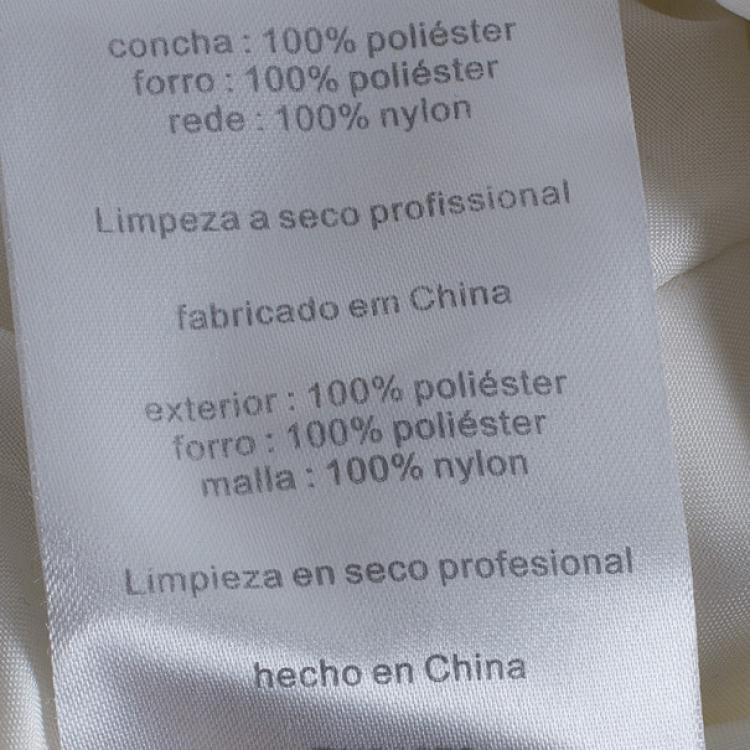 concha : 100% poliéster
forro : 100% poliéster
rede : 100% nylon
Limpeza a seco profissional
fabricado em China
exterior : 100% poliéster
forro : 100% poliéster
malla : 100% nylon
Limpieza en seco profesional
hecho en China